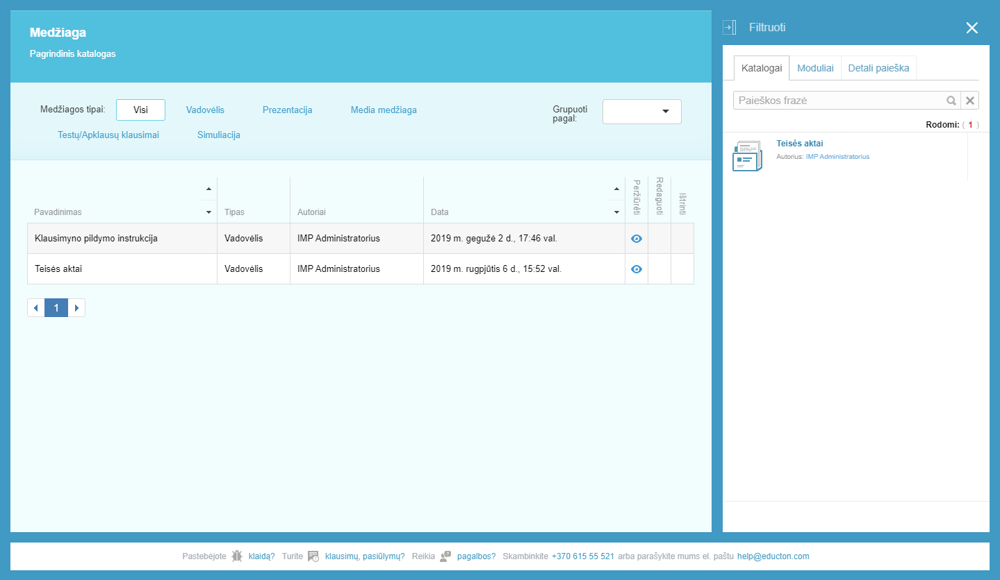 Medžiaga
Pagrindinis katalogas
Medžiagos tipai: Visi Vadovėlis Prezentacija Media medžiaga
Testų/Apklausų klausimai Simuliacija
Grupuoti
pagal:
Pavadinimas Tipas Autoriai Data Peržiūrėti Redaguoti Ištrinti
Klausimyno pildymo instrukcija Vadovėlis IMP Administratorius 2019 m. gegužė 2 d., 17:46 val.
Teisės aktai Vadovėlis IMP Administratorius 2019 m. rugpjūtis 6 d., 15:52 val.
1
Filtruoti
Katalogai Moduliai Detali paieška
Paieškos frazė
Rodomi: ( 1 )
Teisės aktai
Autorius: IMP Administratorius
Pastebėjote klaidą? Turite klausimų, pasiūlymų? Reikia pagalbos? Skambinkite +370 615 55 521 arba parašykite mums el. paštu help@educton.com